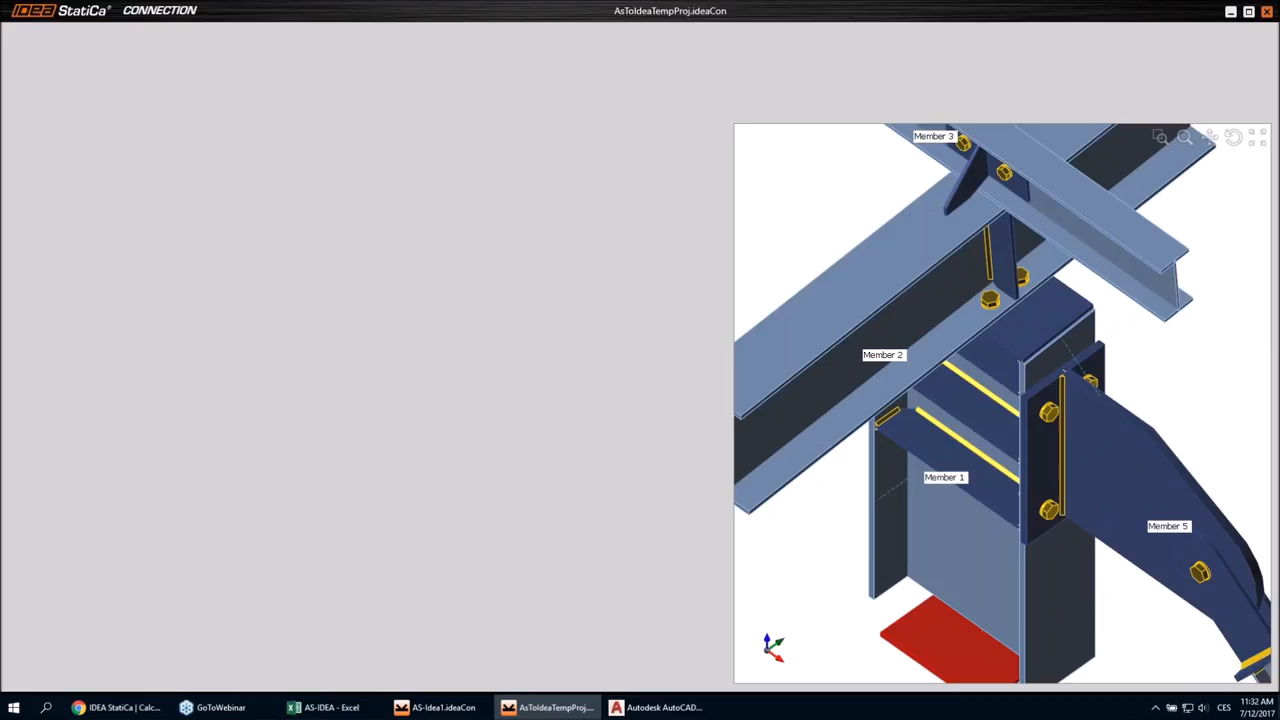 IDEA StatiCa® CONNECTION
AsToIdeaTempProj.ideaCon
Member 3
Member 2
Member 1
Member 5
IDEA StatiCa | Calc...
GoToWebinar
AS-IDEA - Excel
AS-Idea1.ideaCon
AsToIdeaTempProj....
Autodesk AutoCAD...
CES
11:32 AM
7/12/2017